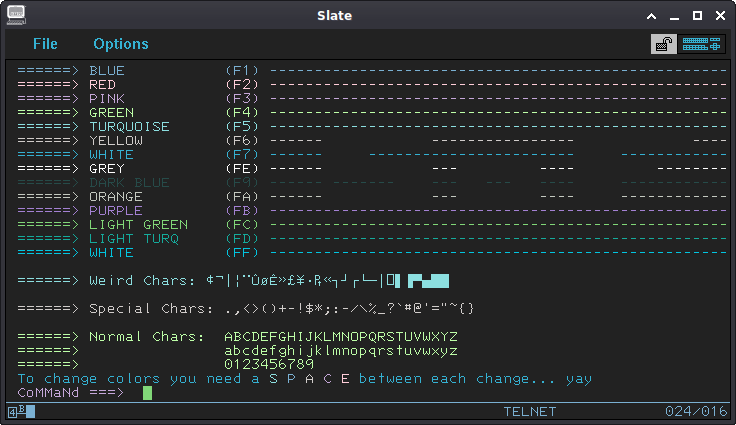 Slate
File Options
======> BLUE (F1) ---------------------------------------------------
======> RED (F2) ---------------------------------------------------
======> PINK (F3) ---------------------------------------------------
======> GREEN (F4) ---------------------------------------------------
======> TURQUOISE (F5) ---------------------------------------------------
======> YELLOW (F6) ------ ---------------- ----
======> WHITE (F7) ------ ----------------------- ------------
======> GREY (FE) --- --- --------
======> DARK BLUE (F9) ------ ------- --- --- ------ ---
======> ORANGE (FA) ------ ---------------- ------------
======> PURPLE (FB) ---------------------------------------------------
======> LIGHT GREEN (FC) ---------------------------------------------------
======> LIGHT TURQ (FD) ---------------------------------------------------
======> WHITE (FF) ---------------------------------------------------
======> Weird Chars: ¢¬|¦¨ÛøÊ»£¥·₧«┐┘┌└─│
======> Special Chars: .,<>()+-!$*;:-/\%_?`#@'="~{}
======> Normal Chars: ABCDEFGHIJKLMNOPQRSTUVWXYZ
======> abcdefghijklmnopqrstuvwxyz
======> 0123456789
To change colors you need a S P A C E between each change... yay
CoMMaNd ===>
4 B TELNET 024/016